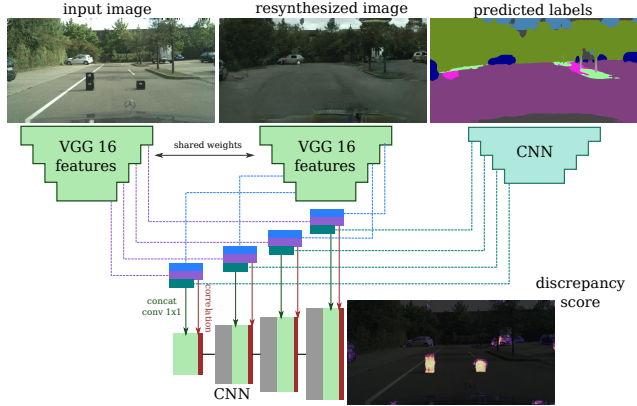 input image
resynthesized image
predicted labels
VGG 16
features
shared weights
VGG 16
features
CNN
concat
conv 1x1
correlation
discrepancy
score
CNN